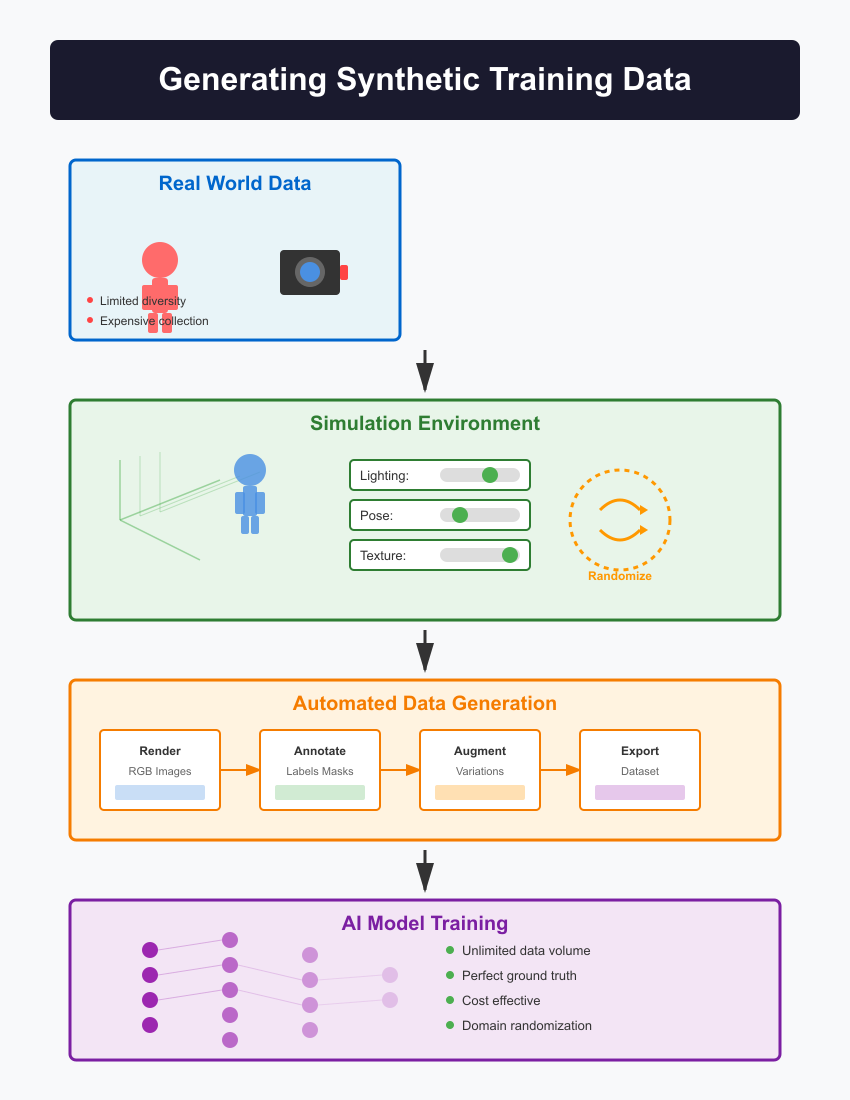 Generating Synthetic Training Data
Real World Data
Limited diversity
Expensive collection
Simulation Environment
Lighting:
Pose:
Texture:
Randomize
Automated Data Generation
Render
RGB Images
Annotate
Labels Masks
Augment
Variations
Export
Dataset
AI Model Training
Unlimited data volume
Perfect ground truth
Cost effective
Domain randomization